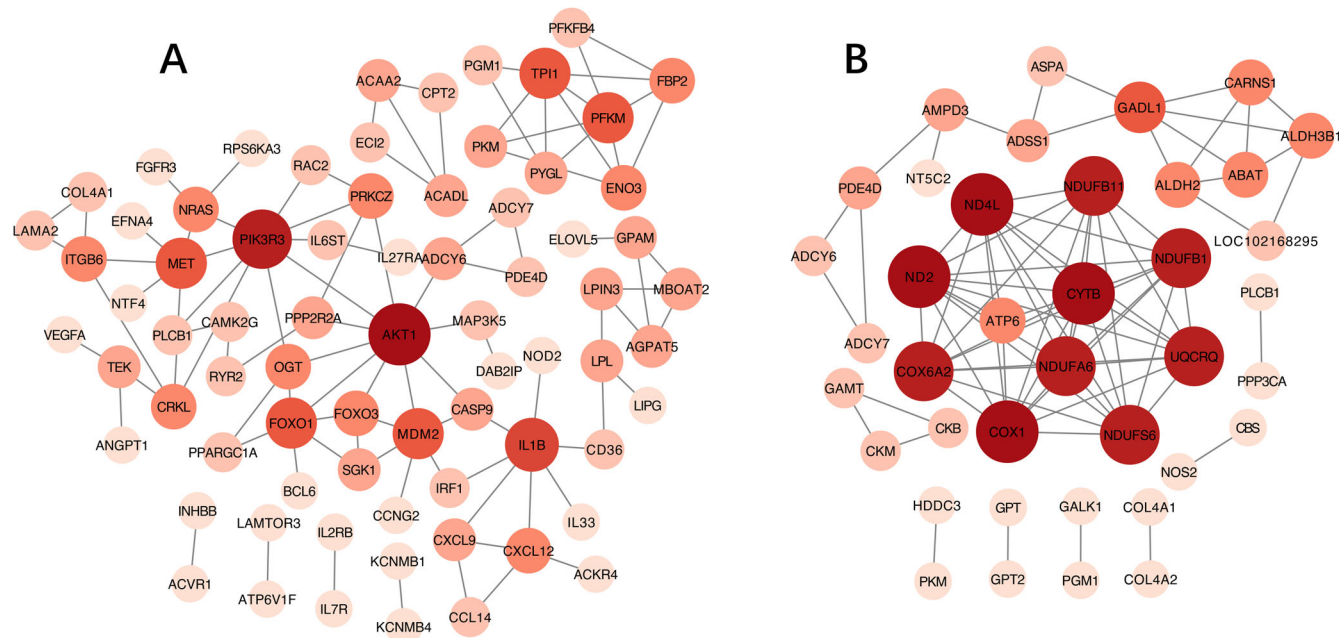 A
PFKFB4
PGM1
TPI1
FBP2
ACAA2
CPT2
PFKM
ECI2
PKM
PYGL
ENO3
ACADL
RPS6KA3
FGFR3
RAC2
PRKCZ
COL4A1
NRAS
EFNA4
LAMA2
PIK3R3
IL6ST
ADCY7
ELOVL5
GPAM
ITGB6
MET
IL27RA
ADCY6
PDE4D
LPIN3
MBOAT2
NTF4
PLCB1
CAMK2G
PPP2R2A
AKT1
MAP3K5
AGPAT5
VEGFA
NOD2
LPL
TEK
RYR2
OGT
DAB2IP
LIPG
CRKL
ANGPT1
FOXO1
FOXO3
CASP9
MDM2
IL1B
CD36
PPARGC1A
SGK1
BCL6
IRF1
CCNG2
INHBB
LAMTOR3
IL2RB
IL33
KCNMB1
CXCL9
CXCL12
ACKR4
ACVR1
ATP6V1F
IL7R
KCNMB4
CCL14
B
ASPA
CARNS1
AMPD3
GADL1
ALDH3B1
ADSS1
NT5C2
PDE4D
ALDH2
ABAT
ND4L
NDUFB11
LOC102168295
ADCY6
NDUFB1
ND2
CYTB
PLCB1
ATP6
ADCY7
COX6A2
NDUFA6
UQCRQ
PPP3CA
GAMT
CKB
CKM
COX1
NDUFS6
CBS
NOS2
HDDC3
GPT
GALK1
COL4A1
PKM
GPT2
PGM1
COL4A2